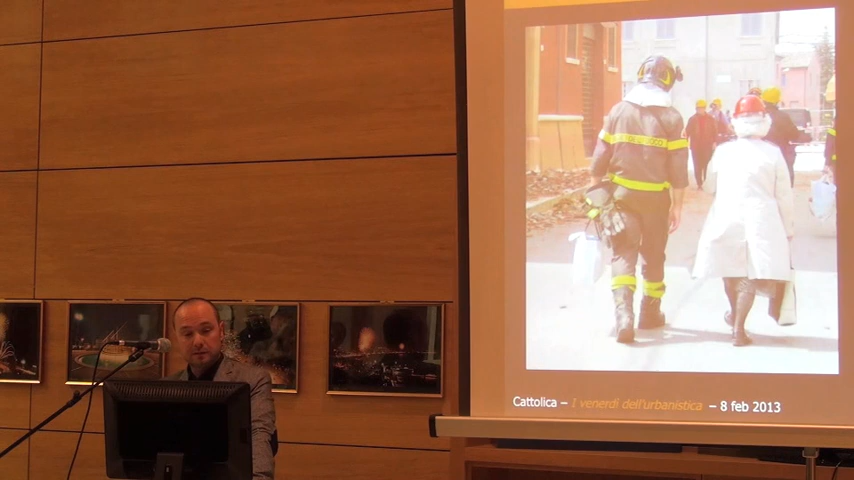 Cattolica – I venerdì dell'urbanistica – 8 feb 2013